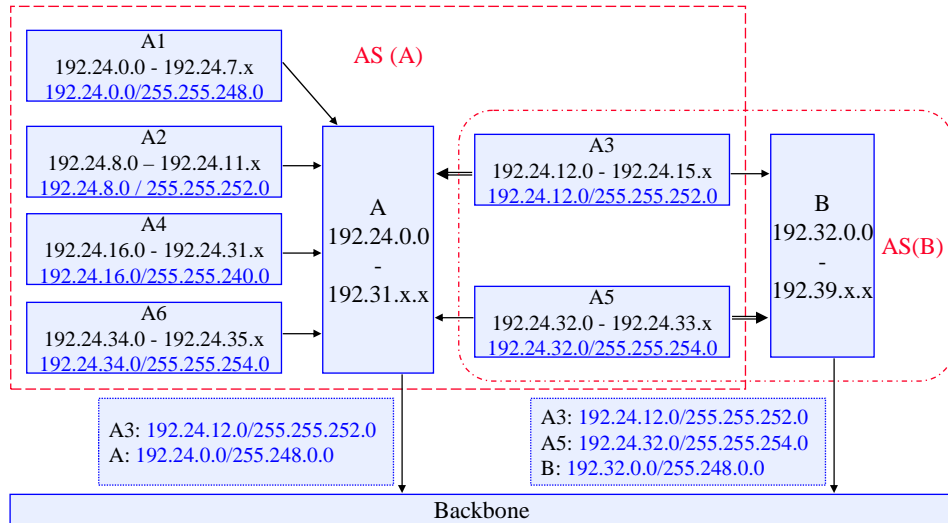 A1
192.24.0.0 - 192.24.7.x
192.24.0.0/255.255.248.0
AS (A)
A2
192.24.8.0 – 192.24.11.x
192.24.8.0 / 255.255.252.0
A4
192.24.16.0 - 192.24.31.x
192.24.16.0/255.255.240.0
A6
192.24.34.0 - 192.24.35.x
192.24.34.0/255.255.254.0
A
192.24.0.0
-
192.31.x.x
A3
192.24.12.0 - 192.24.15.x
192.24.12.0/255.255.252.0
A5
192.24.32.0 - 192.24.33.x
192.24.32.0/255.255.254.0
B
192.32.0.0
-
192.39.x.x
AS(B)
A3: 192.24.12.0/255.255.252.0
A: 192.24.0.0/255.248.0.0
A3: 192.24.12.0/255.255.252.0
A5: 192.24.32.0/255.255.254.0
B: 192.32.0.0/255.248.0.0
Backbone